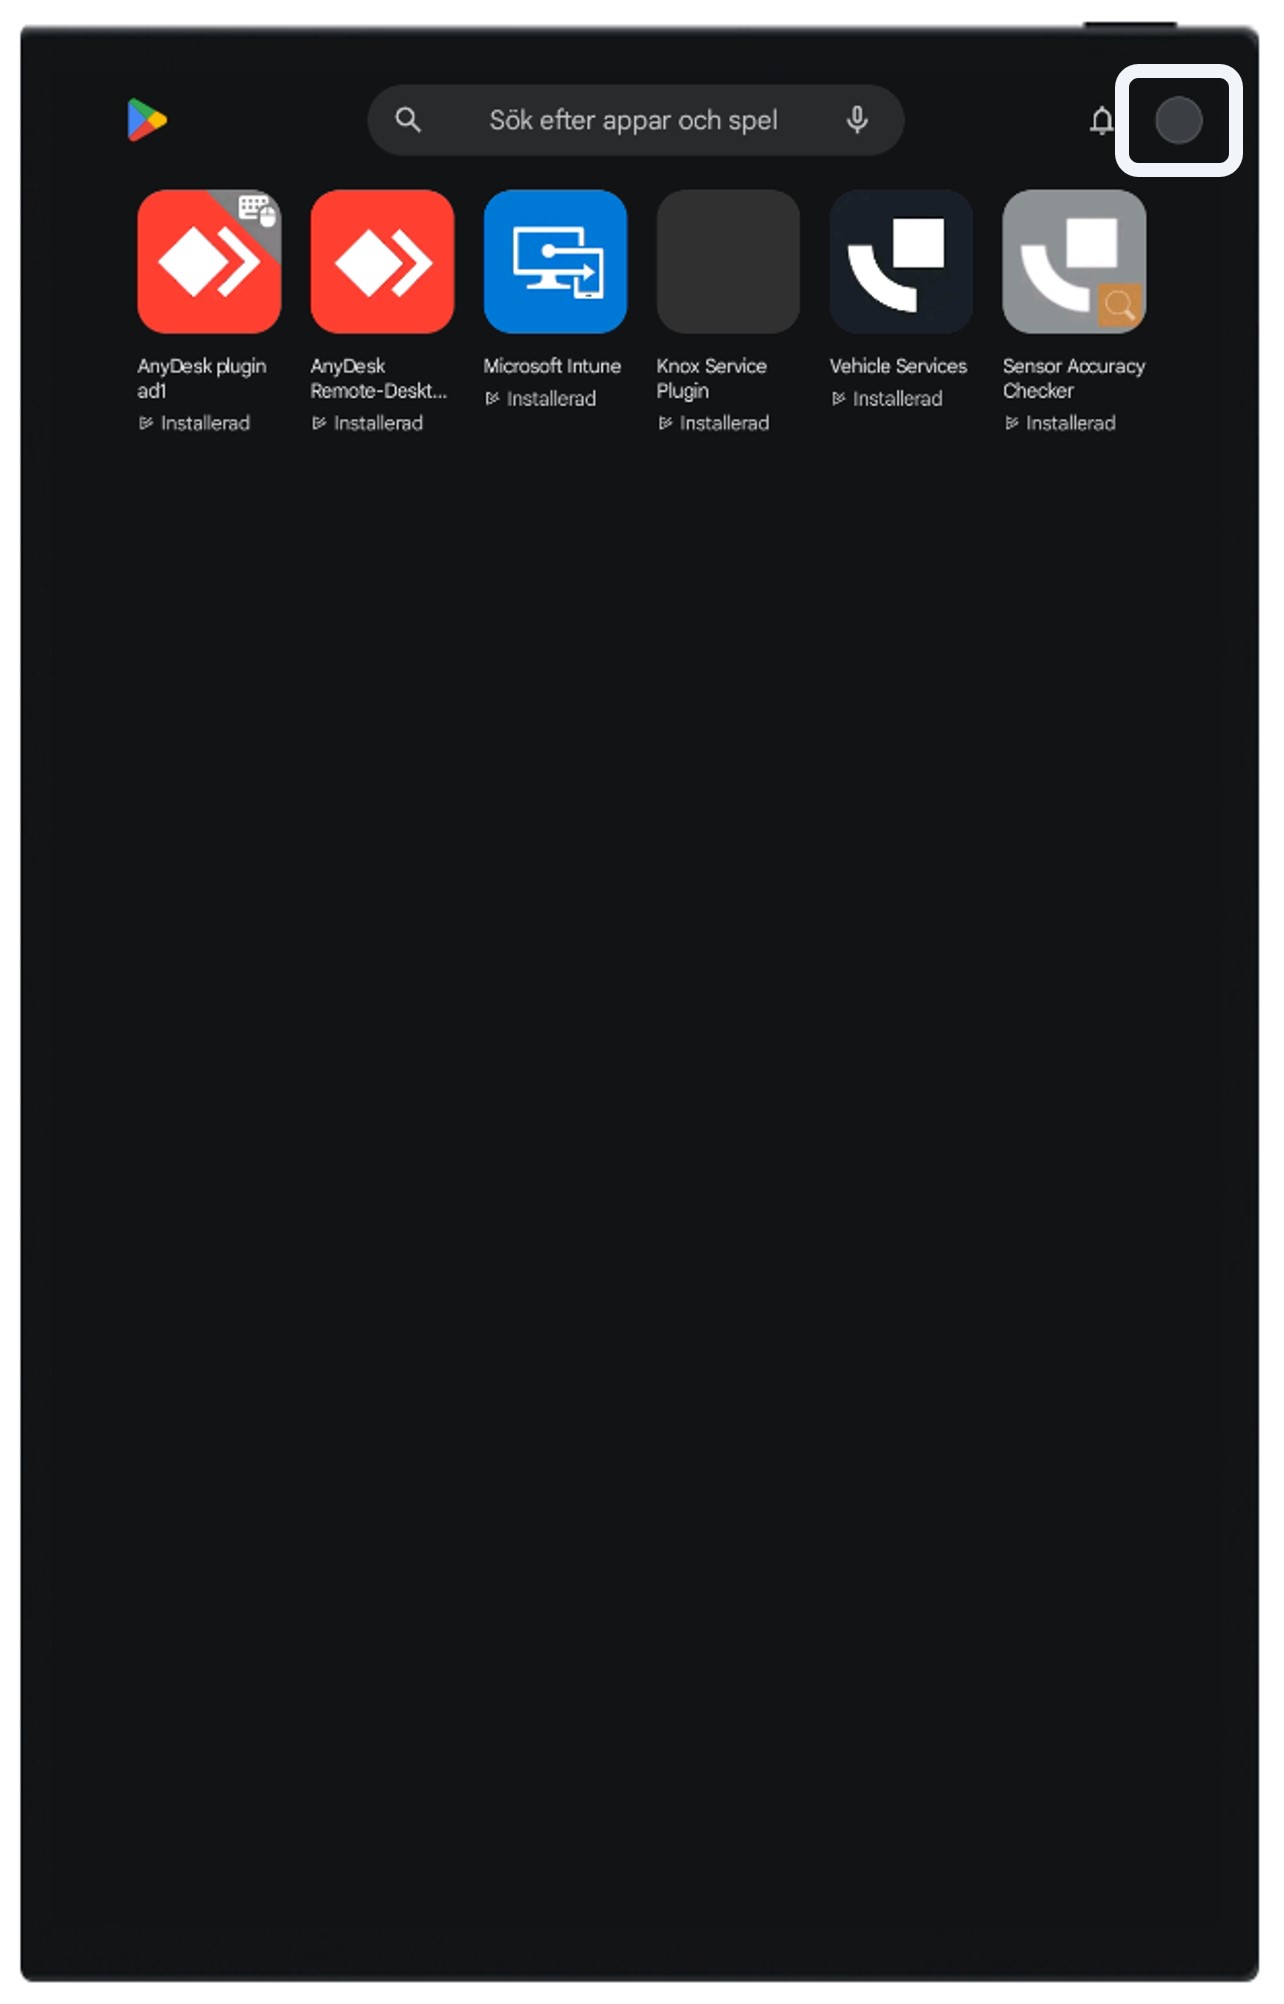 Sök efter appar och spel
AnyDesk plugin
ad1
Installerad
AnyDesk
Remote-Deskt...
Installerad
Microsoft Intune
Installerad
Knox Service
Plugin
Installerad
Vehicle Services
Installerad
Sensor Accuracy
Checker
Installerad